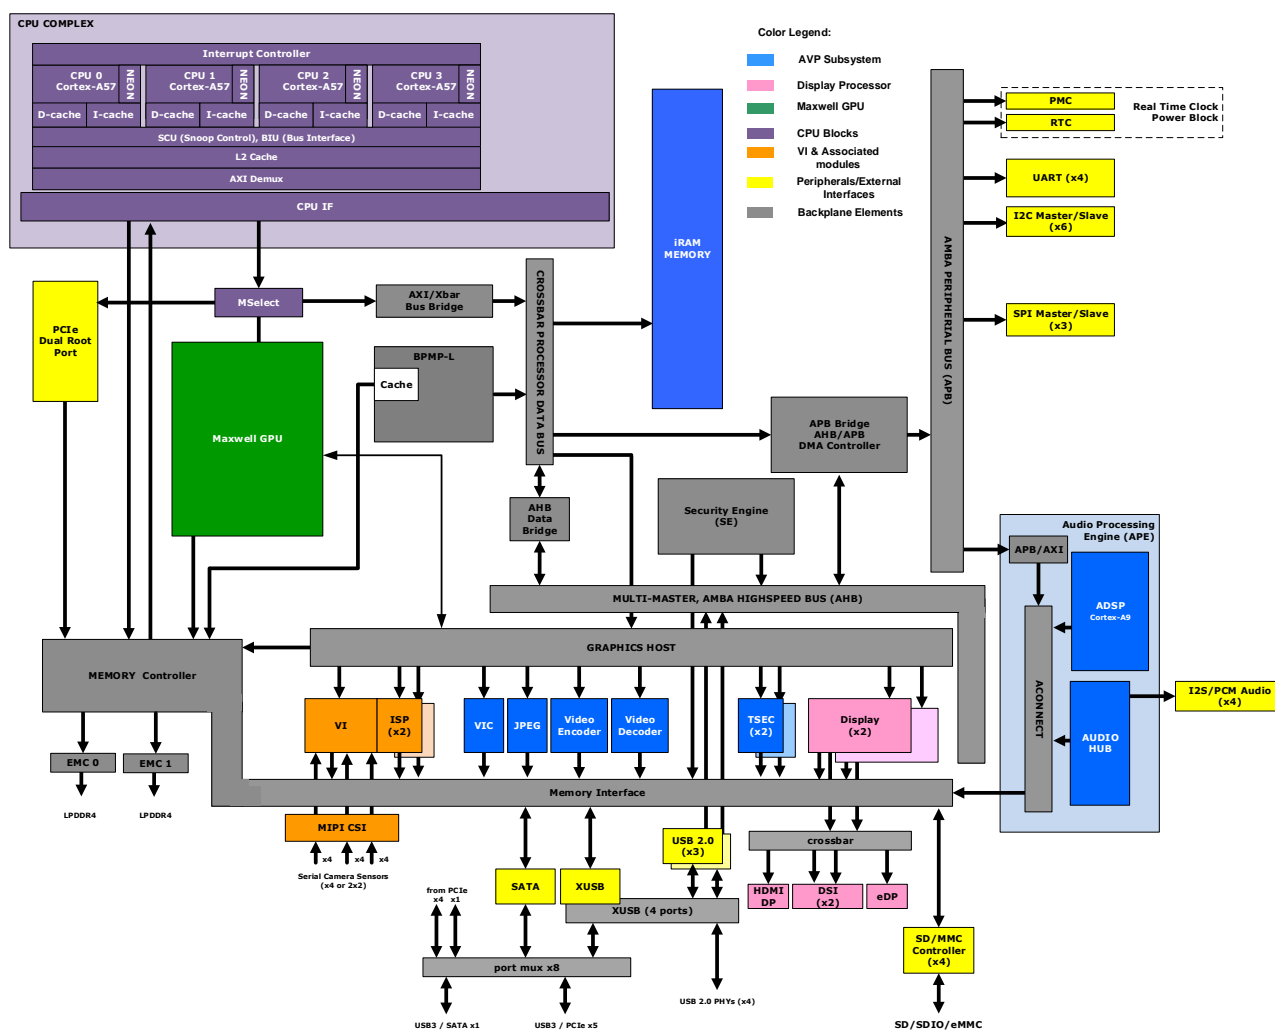 CPU COMPLEX
Interrupt Controller
CPU 0
Cortex-A57
NEON
CPU 1
Cortex-A57
NEON
CPU 2
Cortex-A57
NEON
CPU 3
Cortex-A57
NEON
D-cache
I-cache
D-cache
I-cache
D-cache
I-cache
D-cache
I-cache
SCU (Snoop Control), BIU (Bus Interface)
L2 Cache
AXI Demux
CPU IF
Color Legend:
AVP Subsystem
Display Processor
Maxwell GPU
CPU Blocks
VI & Associated
modules
Peripherals/External
Interfaces
Backplane Elements
iRAM
MEMORY
AMBA PERIPHERIAL BUS (APB)
PMC
RTC
Real Time Clock
Power Block
UART (x4)
I2C Master/Slave
(x6)
SPI Master/Slave
(x3)
PCIe
Dual Root
Port
MSelect
AXI/Xbar
Bus Bridge
CROSSBAR PROCESSOR DATA BUS
BPMP-L
Cache
Maxwell GPU
APB Bridge
AHB/APB
DMA Controller
AHB
Data
Bridge
Security Engine
(SE)
Audio Processing
Engine (APE)
APB/AXI
ADSP
Cortex-A9
ACONNECT
AUDIO
HUB
I2S/PCM Audio
(x4)
MULTI-MASTER, AMBA HIGHSPEED BUS (AHB)
GRAPHICS HOST
MEMORY Controller
VI
ISP
(x2)
VIC
JPEG
Video
Encoder
Video
Decoder
TSEC
(x2)
Display
(x2)
EMC 0
EMC 1
LPDDR4
LPDDR4
Memory Interface
MIPI CSI
x4
x4
x4
Serial Camera Sensors
(x4 or 2x2)
USB 2.0
(x3)
crossbar
HDMI
DP
DSI
(x2)
eDP
from PCIe
x4
x1
SATA
XUSB
XUSB (4 ports)
port mux x8
SD/MMC
Controller
(x4)
USB3 / SATA x1
USB3 / PCIe x5
USB 2.0 PHYs (x4)
SD/SDIO/eMMC